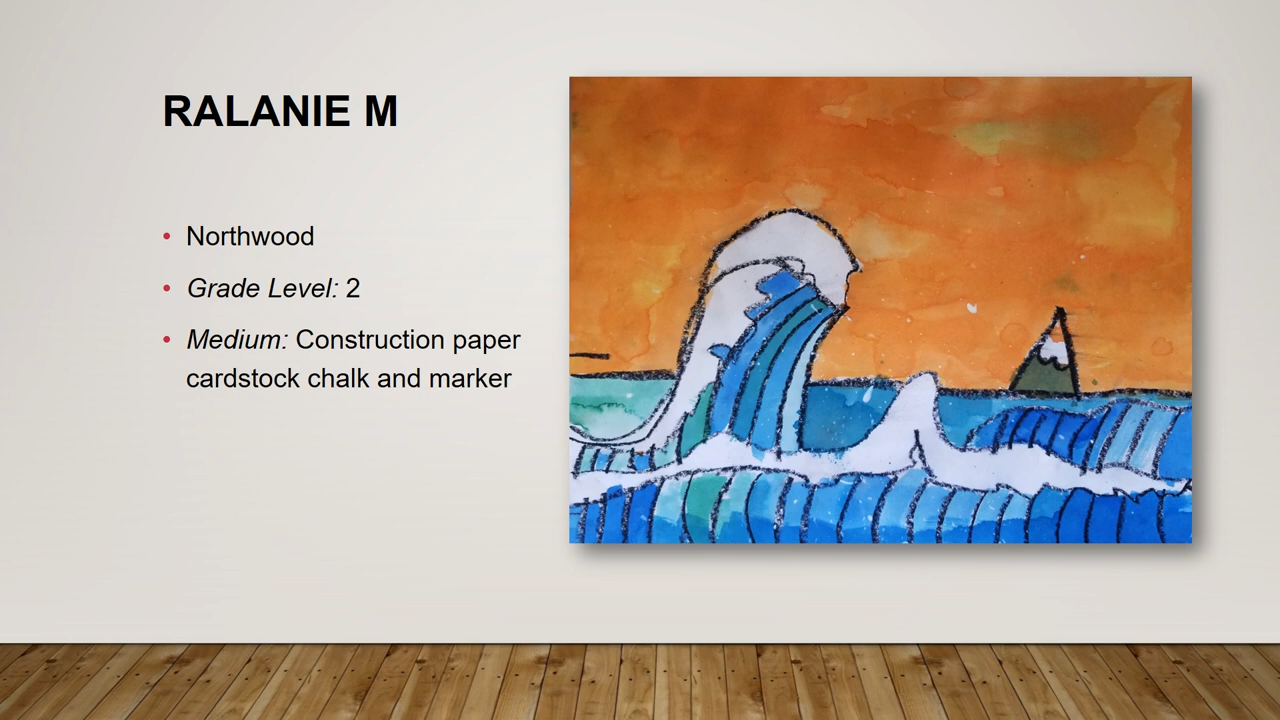 RALANIE M
• Northwood
• Grade Level: 2
• Medium: Construction paper
cardstock chalk and marker